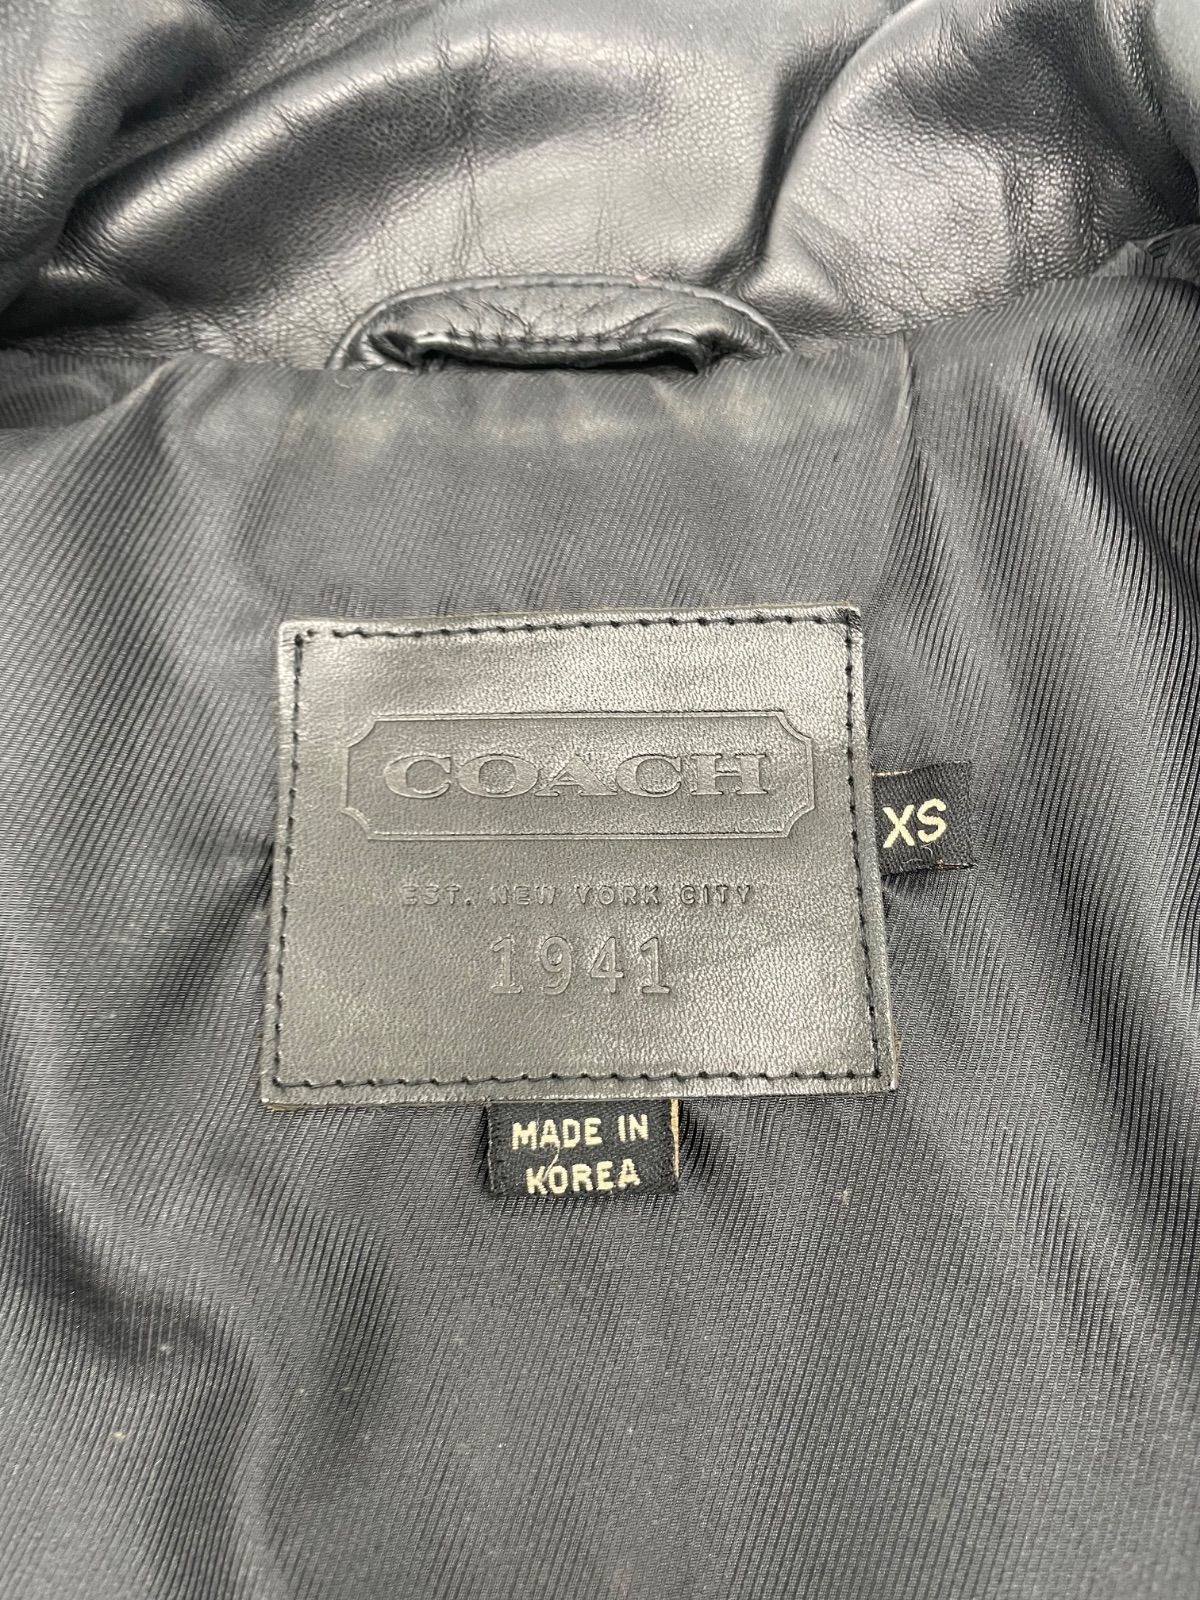 COACH
XS
EST. NEW YORK CITY
1941
MADE IN
KOREA